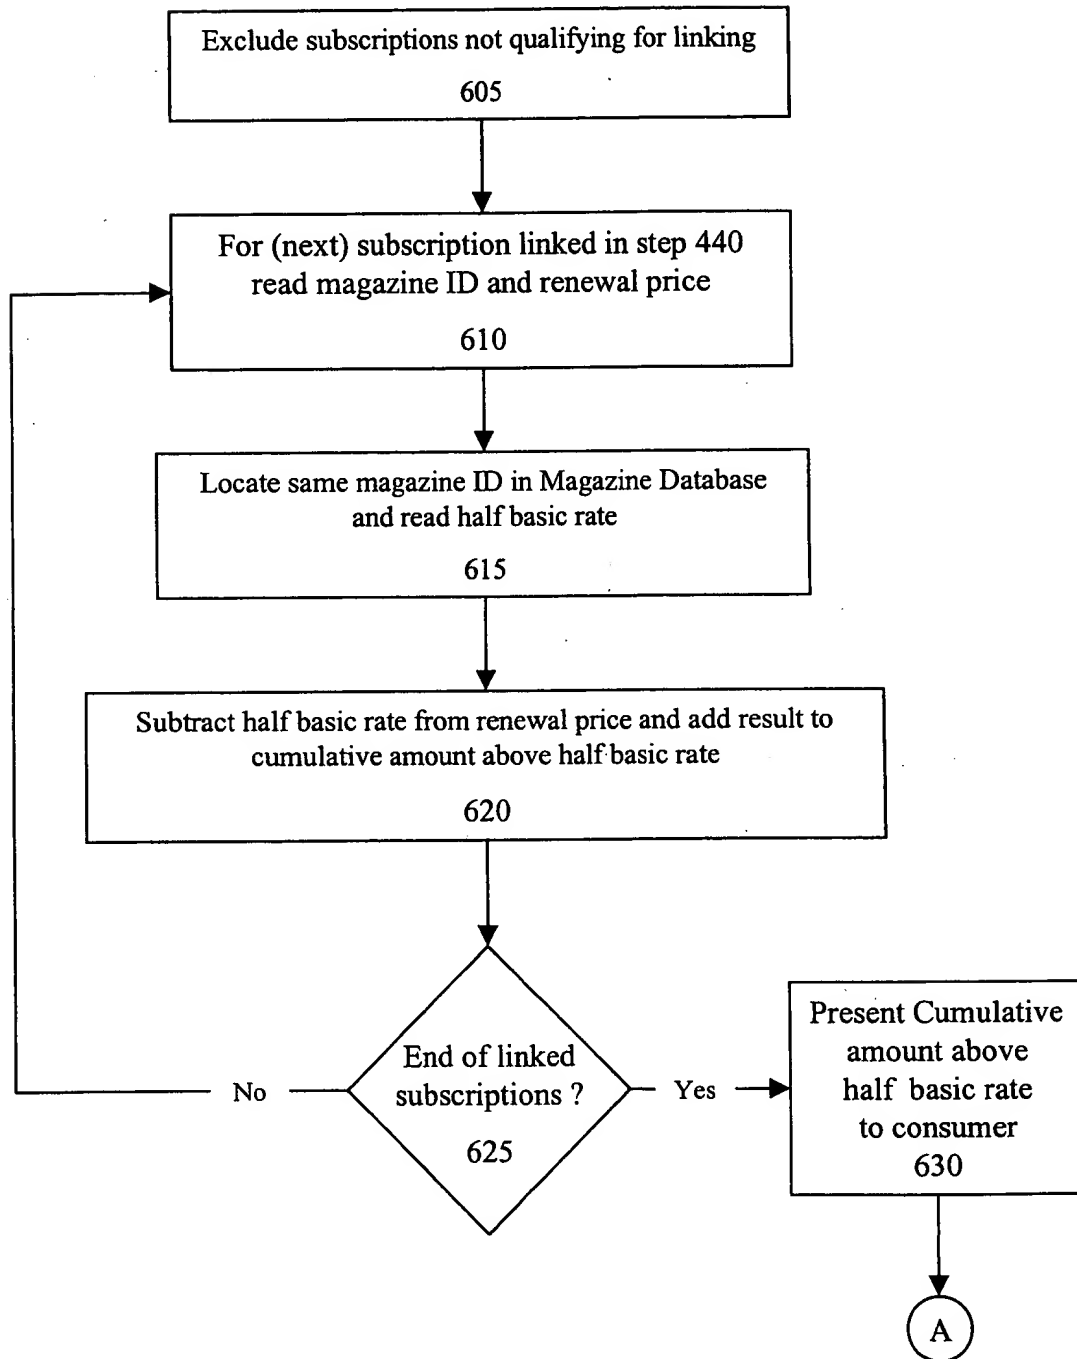 Exclude subscriptions not qualifying for linking
605
For (next) subscription linked in step 440
read magazine ID and renewal price
610
Locate same magazine ID in Magazine Database
and read half basic rate
615
Subtract half basic rate from renewal price and add result to
cumulative amount above half basic rate
620
End of linked
subscriptions ?
625
No
Yes
Present Cumulative
amount above
half basic rate
to consumer
630
A